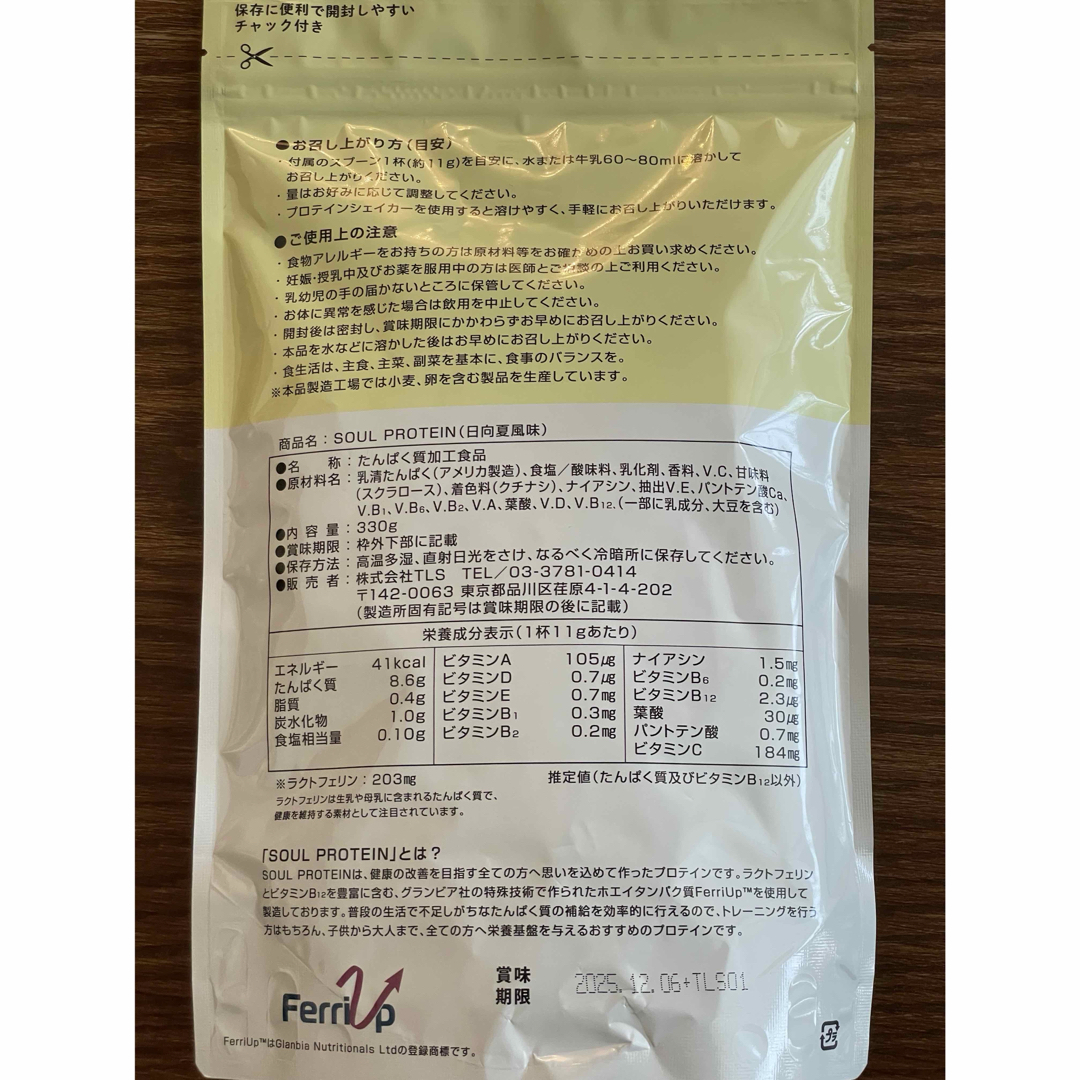 保存に便利で開封しやすい
チャック付き
●お召し上がり方(目安)
・付属のスプーン1杯(約11g)を目安に、水または牛乳60〜80mlに溶かして
お召し上がりください。
・量はお好みに応じて調整してください。
・プロテインシェイカーを使用すると溶けやすく、手軽にお召し上がりいただけます。
●ご使用上の注意
・食物アレルギーをお持ちの方は原材料等をお確かめの上お買い求めください。
・妊娠・授乳中及びお薬を服用中の方は医師とご相談の上ご利用ください。
・乳幼児の手の届かないところに保管してください。
・お体に異常を感じた場合は飲用を中止してください。
・開封後は密封し、賞味期限にかかわらずお早めにお召し上がりください。
・本品を水などに溶かした後はお早めにお召し上がりください。
・食生活は、主食、主菜、副菜を基本に、食事のバランスを。
※本品製造工場では小麦、卵を含む製品を生産しています。
商品名:SOUL PROTEIN(日向夏風味)
●名 称:たんぱく質加工食品
●原材料名:乳清たんぱく(アメリカ製造)、食塩/酸味料、乳化剤、香料、V.C、甘味料
(スクラロース)、着色料(クチナシ)、ナイアシン、抽出V.E、パントテン酸Ca、
V.B1、V.B6、V.B2、V.A、葉酸、V.D、V.B12、(一部に乳成分、大豆を含む)
●内容量:330g
●賞味期限:枠外下部に記載
●保存方法:高温多湿、直射日光をさけ、なるべく冷暗所に保存してください。
●販売者:株式会社TLS TEL/03-3781-0414
〒142-0063 東京都品川区荏原4-1-4-202
(製造所固有記号は賞味期限の後に記載)
栄養成分表示(1杯11gあたり)
エネルギー 41kcal
たんぱく質 8.6g
脂質 0.4g
炭水化物 1.0g
食塩相当量 0.10g
ビタミンA 105㎍
ビタミンD 0.7㎍
ビタミンE 0.7㎎
ビタミンB1 0.3㎎
ビタミンB2 0.2㎎
ナイアシン 1.5㎎
ビタミンB6 0.2㎎
ビタミンB12 2.3㎍
葉酸 30㎍
パントテン酸 0.7㎎
ビタミンC 184㎎
※ラクトフェリン:203㎎ 推定値(たんぱく質及びビタミンB12以外)
ラクトフェリンは生乳や母乳に含まれるたんぱく質で、
健康を維持する素材として注目されています。
「SOUL PROTEIN」とは?
SOUL PROTEINは、健康の改善を目指す全ての方へ思いを込めて作ったプロテインです。ラクトフェリン
とビタミンB12を豊富に含む、グランビア社の特殊技術で作られたホエイタンパク質FerriUp™を使用して
製造しております。普段の生活で不足しがちなたんぱく質の補給を効率的に行えるので、トレーニングを行う
方はもちろん、子供から大人まで、全ての方へ栄養基盤を与えるおすすめのプロテインです。
FerriUp
賞味
期限
2025.12.06+TLS01
FerriUp™はGlanbia Nutritionals Ltdの登録商標です。
プラ